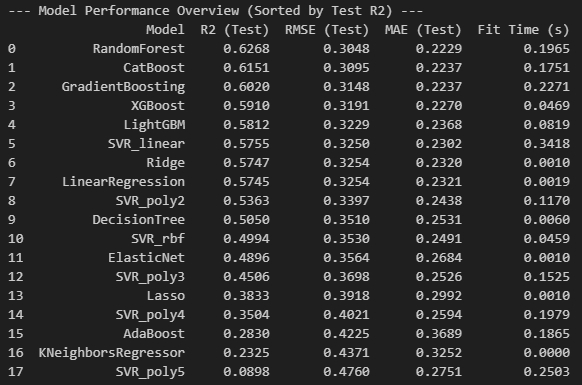 --- Model Performance Overview (Sorted by Test R2) ---
Model R2 (Test) RMSE (Test) MAE (Test) Fit Time (s)
0 RandomForest 0.6268 0.3048 0.2229 0.1965
1 CatBoost 0.6151 0.3095 0.2237 0.1751
2 GradientBoosting 0.6020 0.3148 0.2237 0.2271
3 XGBoost 0.5910 0.3191 0.2270 0.0469
4 LightGBM 0.5812 0.3229 0.2368 0.0819
5 SVR_linear 0.5755 0.3250 0.2302 0.3418
6 Ridge 0.5747 0.3254 0.2320 0.0010
7 LinearRegression 0.5745 0.3254 0.2321 0.0019
8 SVR_poly2 0.5363 0.3397 0.2438 0.1170
9 DecisionTree 0.5050 0.3510 0.2531 0.0060
10 SVR_rbf 0.4994 0.3530 0.2491 0.0459
11 ElasticNet 0.4896 0.3564 0.2684 0.0010
12 SVR_poly3 0.4506 0.3698 0.2526 0.1525
13 Lasso 0.3833 0.3918 0.2992 0.0010
14 SVR_poly4 0.3504 0.4021 0.2594 0.1979
15 AdaBoost 0.2830 0.4225 0.3689 0.1865
16 KNeighborsRegressor 0.2325 0.4371 0.3252 0.0000
17 SVR_poly5 0.0898 0.4760 0.2751 0.2503